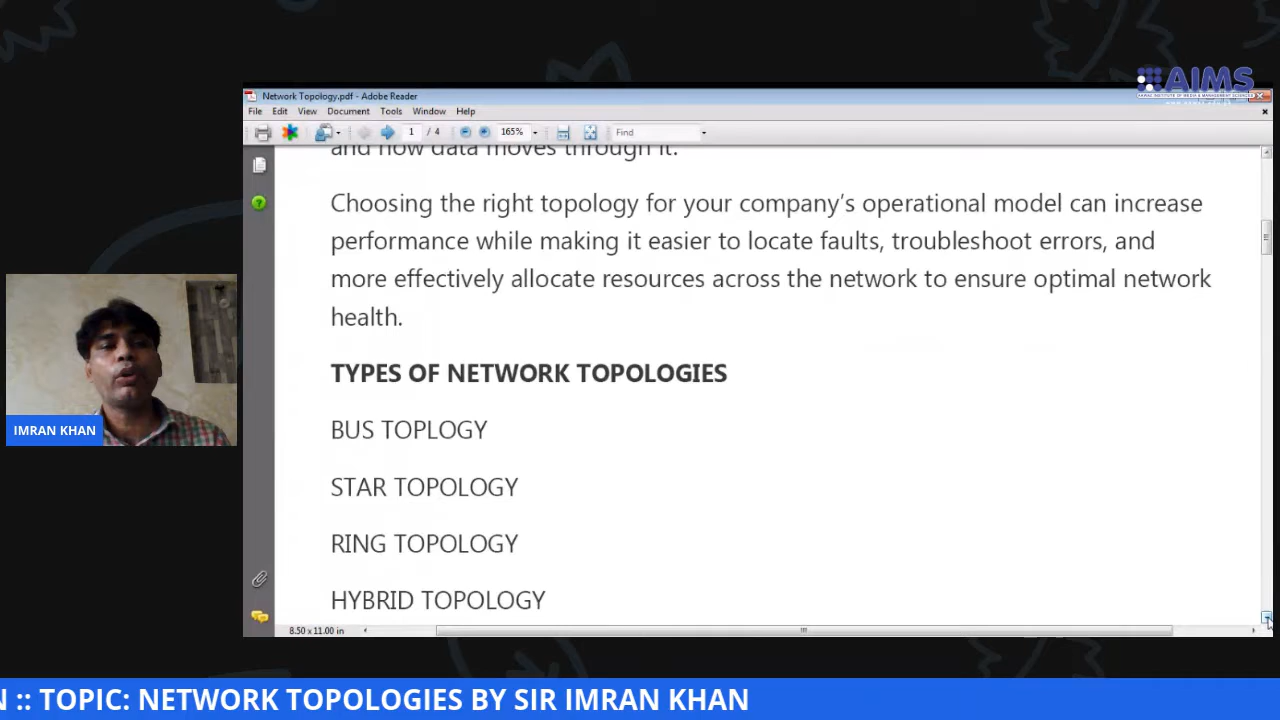 AIMS
Network Topology.pdf - Adobe Reader
File Edit View Document Tools Window Help
1 / 4 165% Find
and how data moves through it.
Choosing the right topology for your company's operational model can increase
performance while making it easier to locate faults, troubleshoot errors, and
more effectively allocate resources across the network to ensure optimal network
health.
TYPES OF NETWORK TOPOLOGIES
BUS TOPLOGY
STAR TOPOLOGY
RING TOPOLOGY
HYBRID TOPOLOGY
8.50 x 11.00 in
IMRAN KHAN
N :: TOPIC: NETWORK TOPOLOGIES BY SIR IMRAN KHAN